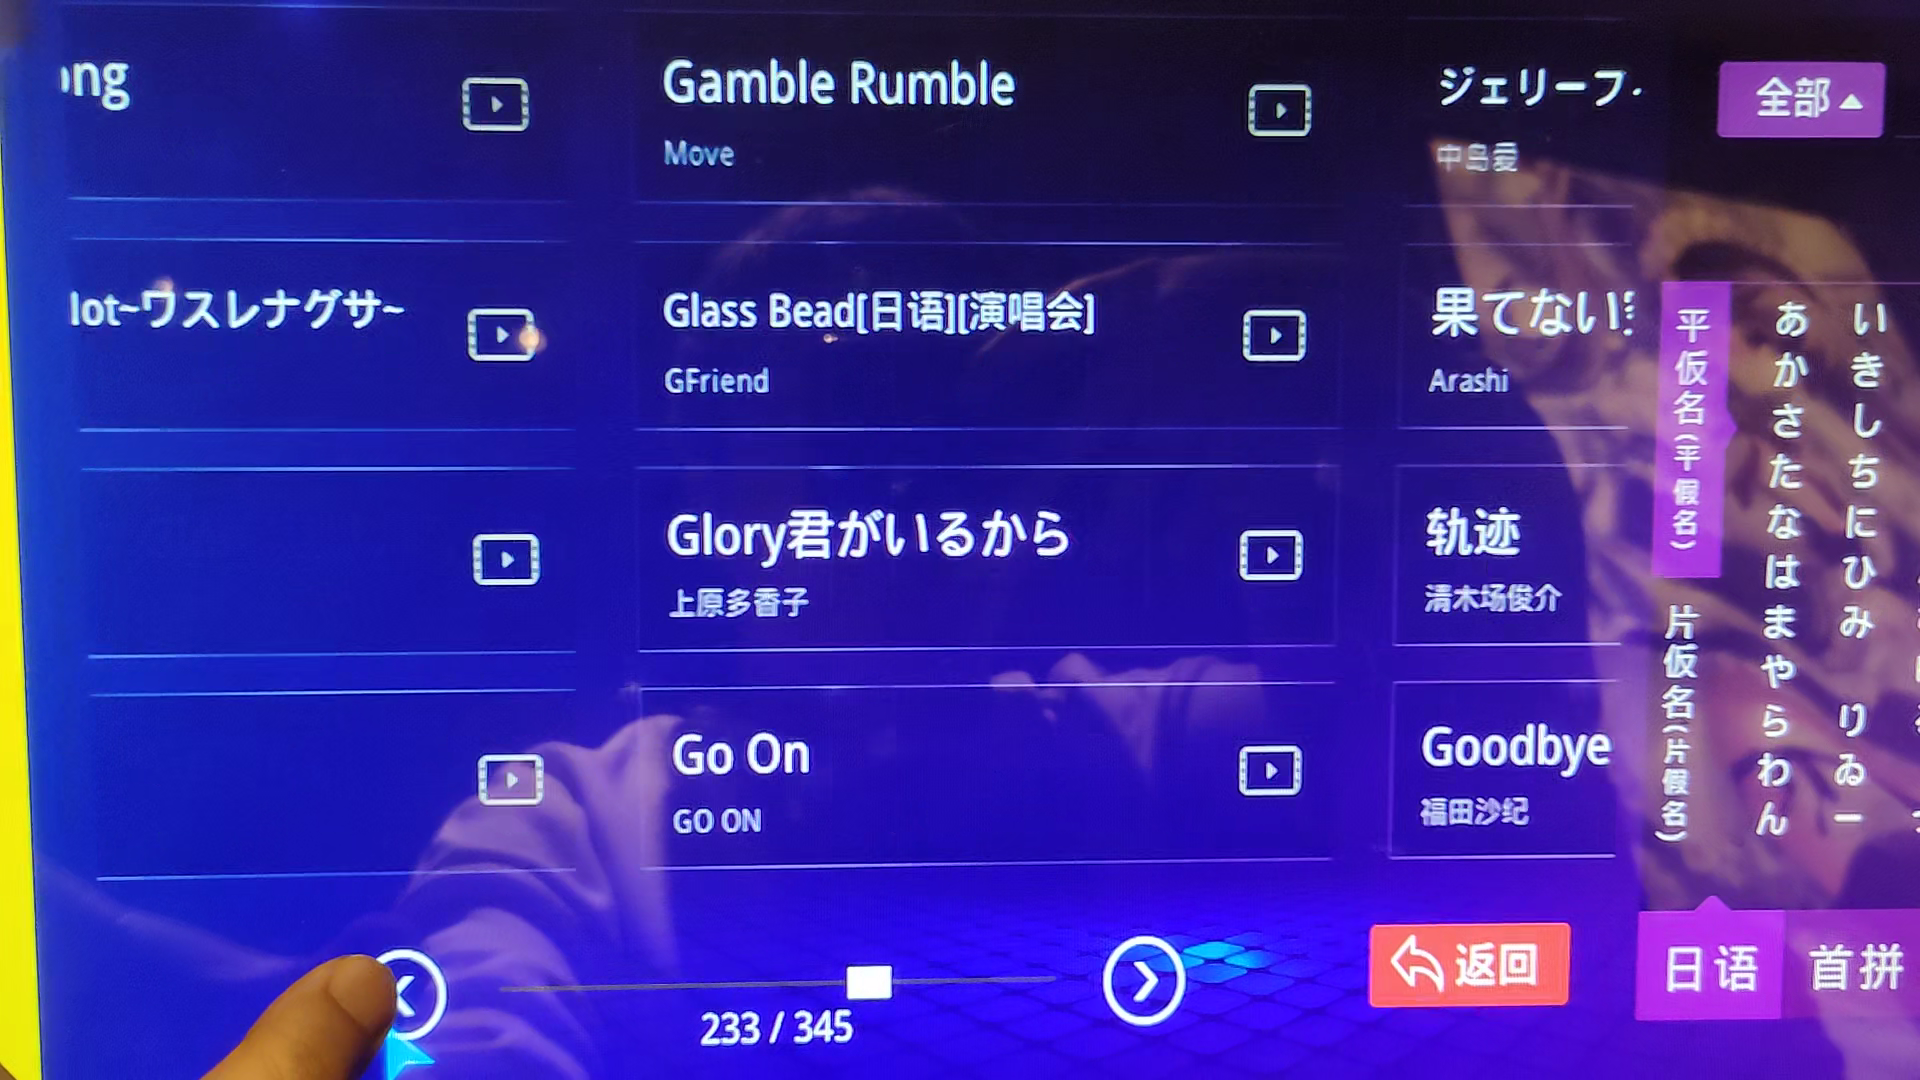 ong
Gamble Rumble
Move
ジェリーフ
中岛爱
全部
lot~ワスレナグサ~
Glass Bead[日语][演唱会]
GFriend
果てない
Arashi
Glory君がいるから
上原多香子
轨迹
清木场俊介
Go On
GO ON
Goodbye
福田沙纪
平仮名(平假名)
片仮名(片假名)
あかさたなはまやらわん
いきしちにひみ りゐー
233 / 345
返回
日语
首拼